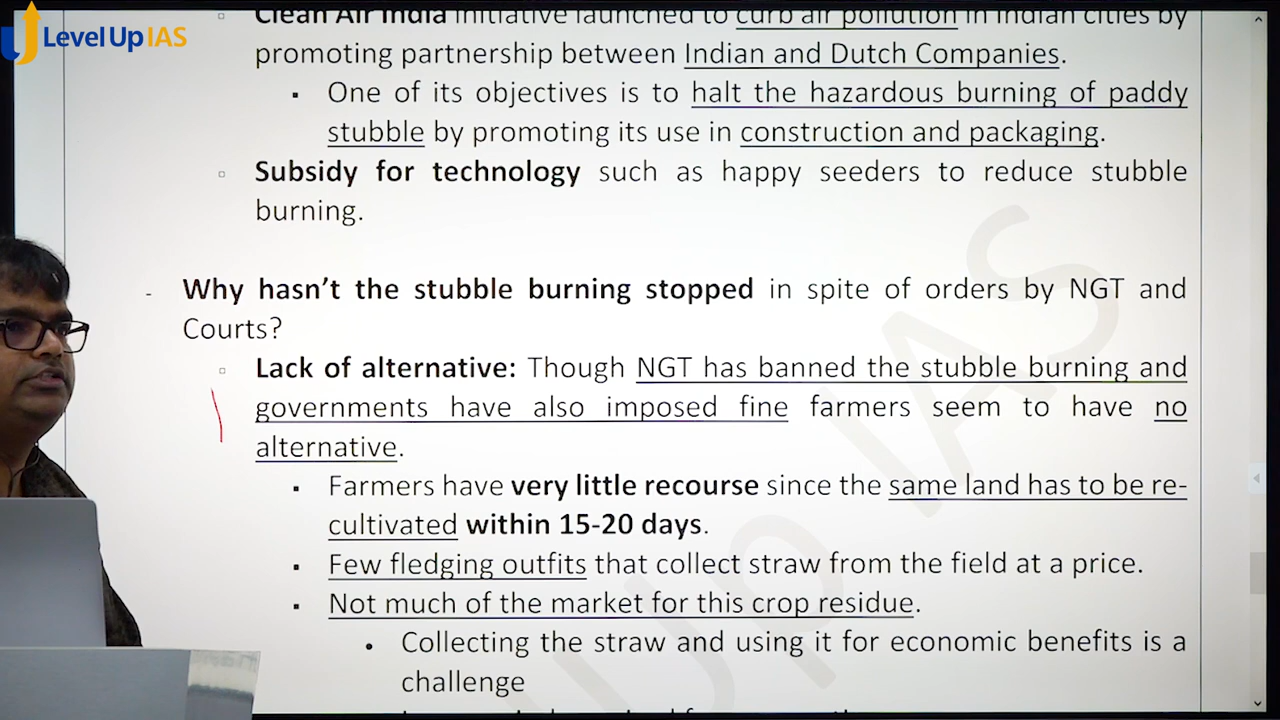 LevelUp IAS
Clean Air India initiative launched to curb air pollution in Indian cities by
promoting partnership between Indian and Dutch Companies.
▪ One of its objectives is to halt the hazardous burning of paddy
stubble by promoting its use in construction and packaging.
▫ Subsidy for technology such as happy seeders to reduce stubble
burning.
- Why hasn't the stubble burning stopped in spite of orders by NGT and
Courts?
▫ Lack of alternative: Though NGT has banned the stubble burning and
governments have also imposed fine farmers seem to have no
alternative.
▪ Farmers have very little recourse since the same land has to be re-
cultivated within 15-20 days.
▪ Few fledging outfits that collect straw from the field at a price.
▪ Not much of the market for this crop residue.
• Collecting the straw and using it for economic benefits is a
challenge
Up IAS